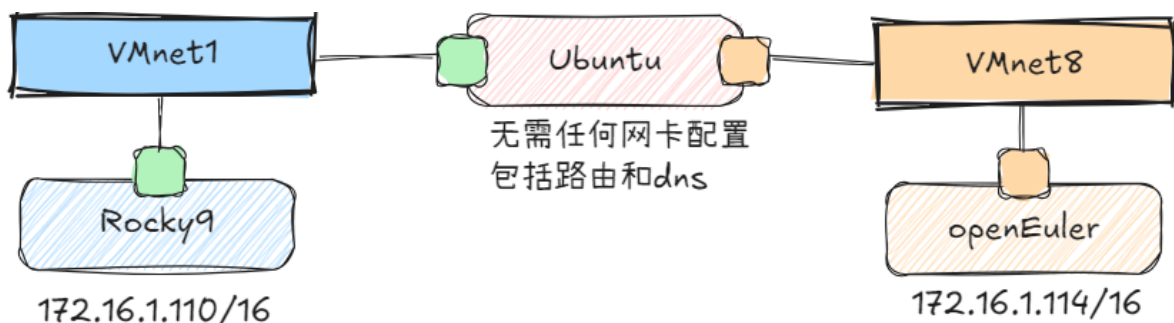 VMnet1
Ubuntu
VMnet8
无需任何网卡配置
包括路由和dns
Rocky9
openEuler
172.16.1.110/16
172.16.1.114/16